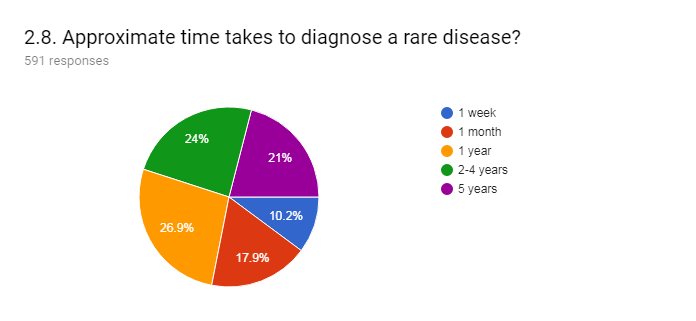 2.8. Approximate time takes to diagnose a rare disease?
591 responses
24%
21%
10.2%
26.9%
17.9%
1 week
1 month
1 year
2-4 years
5 years